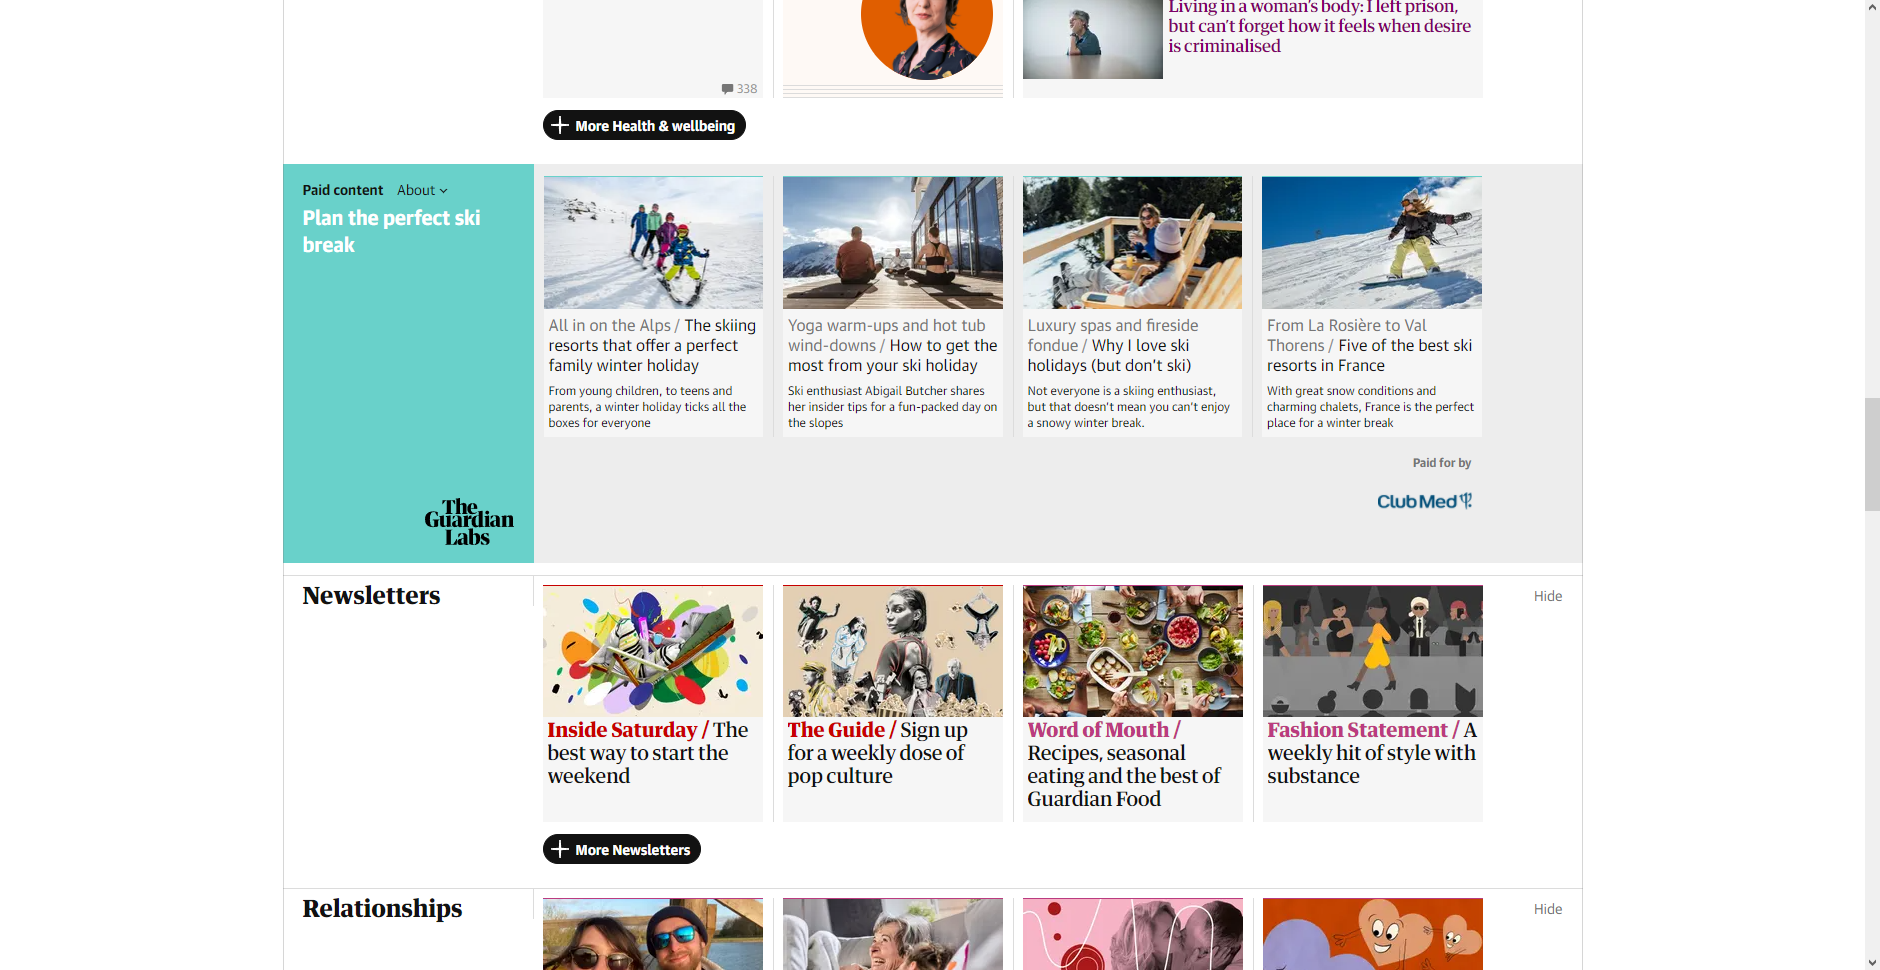 Living in a woman's body: I left prison,
but can't forget how it feels when desire
is criminalised
338
More Health & wellbeing
Paid content About
Plan the perfect ski
break
The
Guardian
Labs
All in on the Alps / The skiing
resorts that offer a perfect
family winter holiday
From young children, to teens and
parents, a winter holiday ticks all the
boxes for everyone
Yoga warm-ups and hot tub
wind-downs / How to get the
most from your ski holiday
Ski enthusiast Abigail Butcher shares
her insider tips for a fun-packed day on
the slopes
Luxury spas and fireside
fondue / Why I love ski
holidays (but don't ski)
Not everyone is a skiing enthusiast,
but that doesn't mean you can't enjoy
a snowy winter break.
From La Rosière to Val
Thorens / Five of the best ski
resorts in France
With great snow conditions and
charming chalets, France is the perfect
place for a winter break
Paid for by
Club Med
Newsletters
Hide
Inside Saturday / The
best way to start the
weekend
The Guide / Sign up
for a weekly dose of
pop culture
Word of Mouth /
Recipes, seasonal
eating and the best of
Guardian Food
Fashion Statement / A
weekly hit of style with
substance
More Newsletters
Relationships
Hide